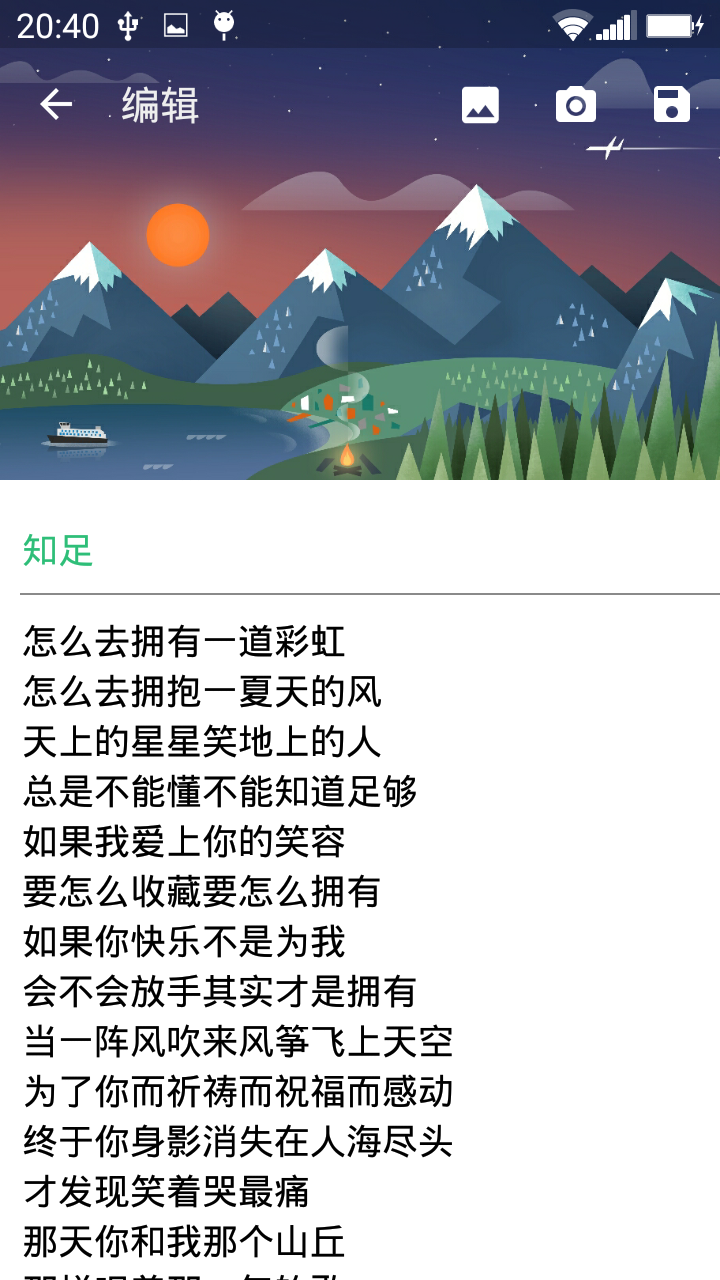 20:40
编辑
知足
怎么去拥有一道彩虹
怎么去拥抱一夏天的风
天上的星星笑地上的人
总是不能懂不能知道足够
如果我爱上你的笑容
要怎么收藏要怎么拥有
如果你快乐不是为我
会不会放手其实才是拥有
当一阵风吹来风筝飞上天空
为了你而祈祷而祝福而感动
终于你身影消失在人海尽头
才发现笑着哭最痛
那天你和我那个山丘